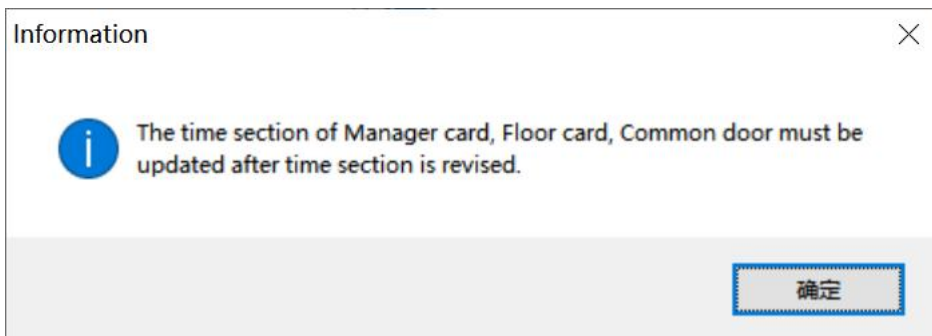 Information
The time section of Manager card, Floor card, Common door must be
updated after time section is revised.
确定